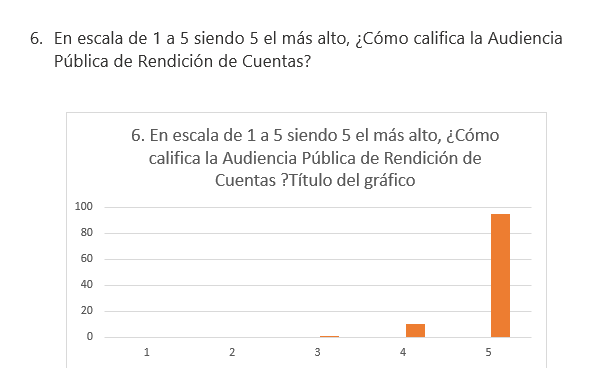 6. En escala de 1 a 5 siendo 5 el más alto, ¿Cómo califica la Audiencia
Pública de Rendición de Cuentas?
6. En escala de 1 a 5 siendo 5 el más alto, ¿Cómo
califica la Audiencia Pública de Rendición de
Cuentas ?Título del gráfico
100
80
60
40
20
0
1 2 3 4 5